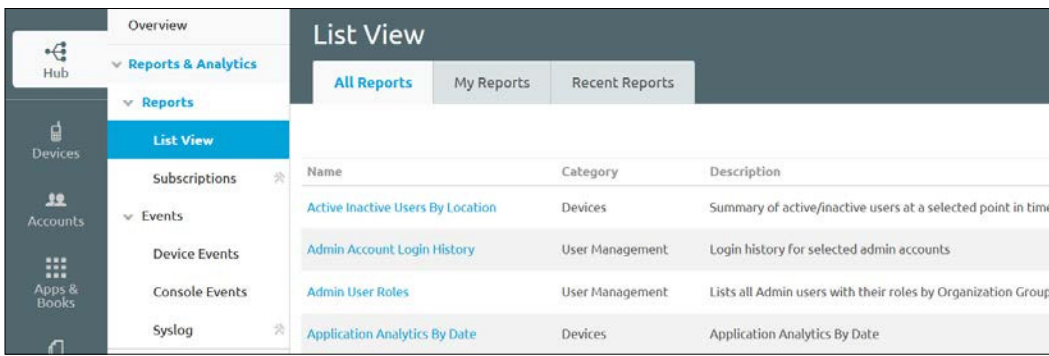 Hub
Devices
Accounts
Apps &
Books
Overview
Reports & Analytics
Reports
List View
Subscriptions
Events
Device Events
Console Events
Syslog
List View
All Reports My Reports Recent Reports
Name Category Description
Active Inactive Users By Location Devices Summary of active/inactive users at a selected point in time
Admin Account Login History User Management Login history for selected admin accounts
Admin User Roles User Management Lists all Admin users with their roles by Organization Group
Application Analytics By Date Devices Application Analytics By Date